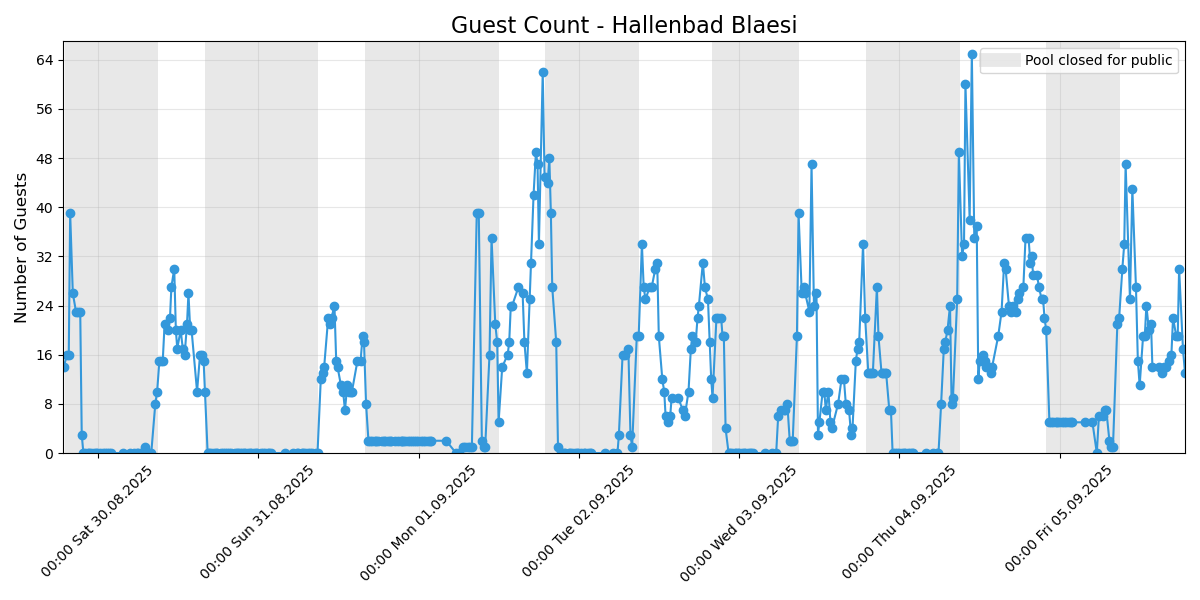 Guest Count - Hallenbad Blaesi
Pool closed for public
Number of Guests
64
56
48
40
32
24
16
8
0
00:00 Sat 30.08.2025
00:00 Sun 31.08.2025
00:00 Mon 01.09.2025
00:00 Tue 02.09.2025
00:00 Wed 03.09.2025
00:00 Thu 04.09.2025
00:00 Fri 05.09.2025